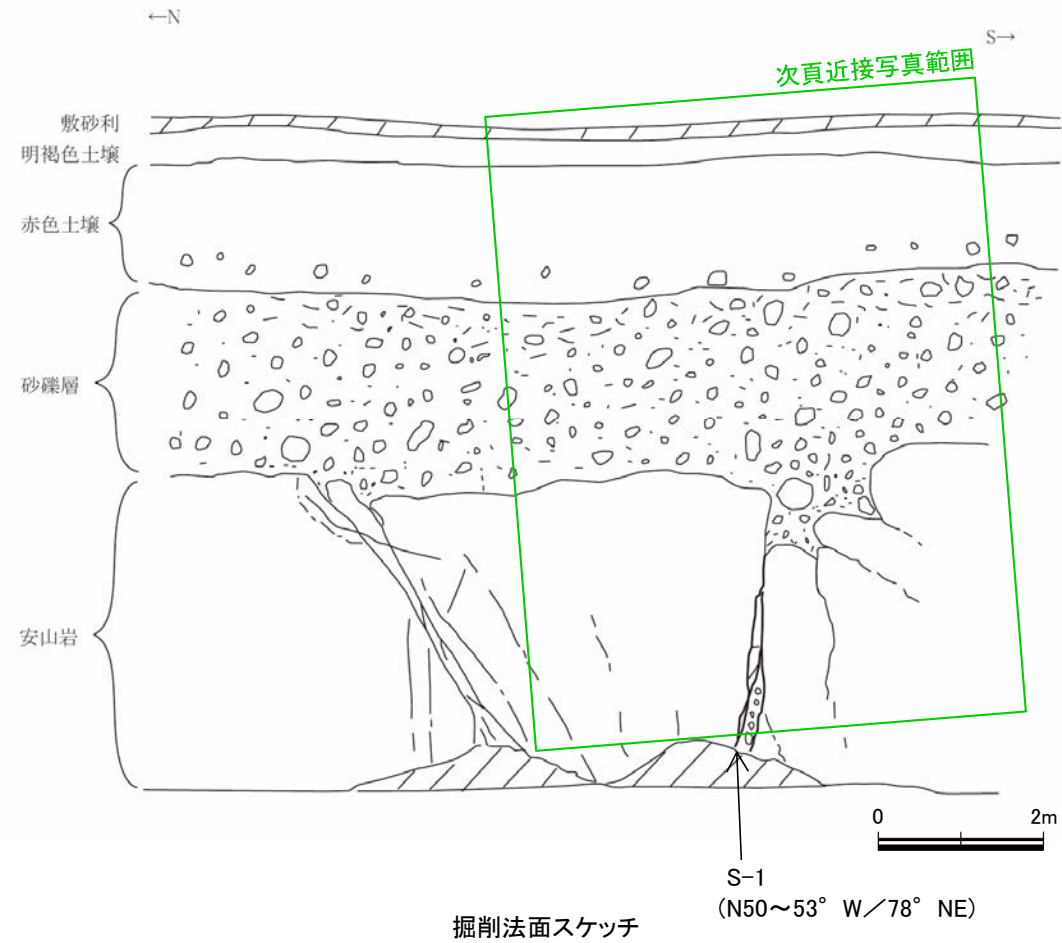 ←N
S→
次頁近接写真範囲
敷砂利
明褐色土壌
赤色土壌
砂礫層
安山岩
0 2m
S-1
(N50～53°W／78°NE)
掘削法面スケッチ